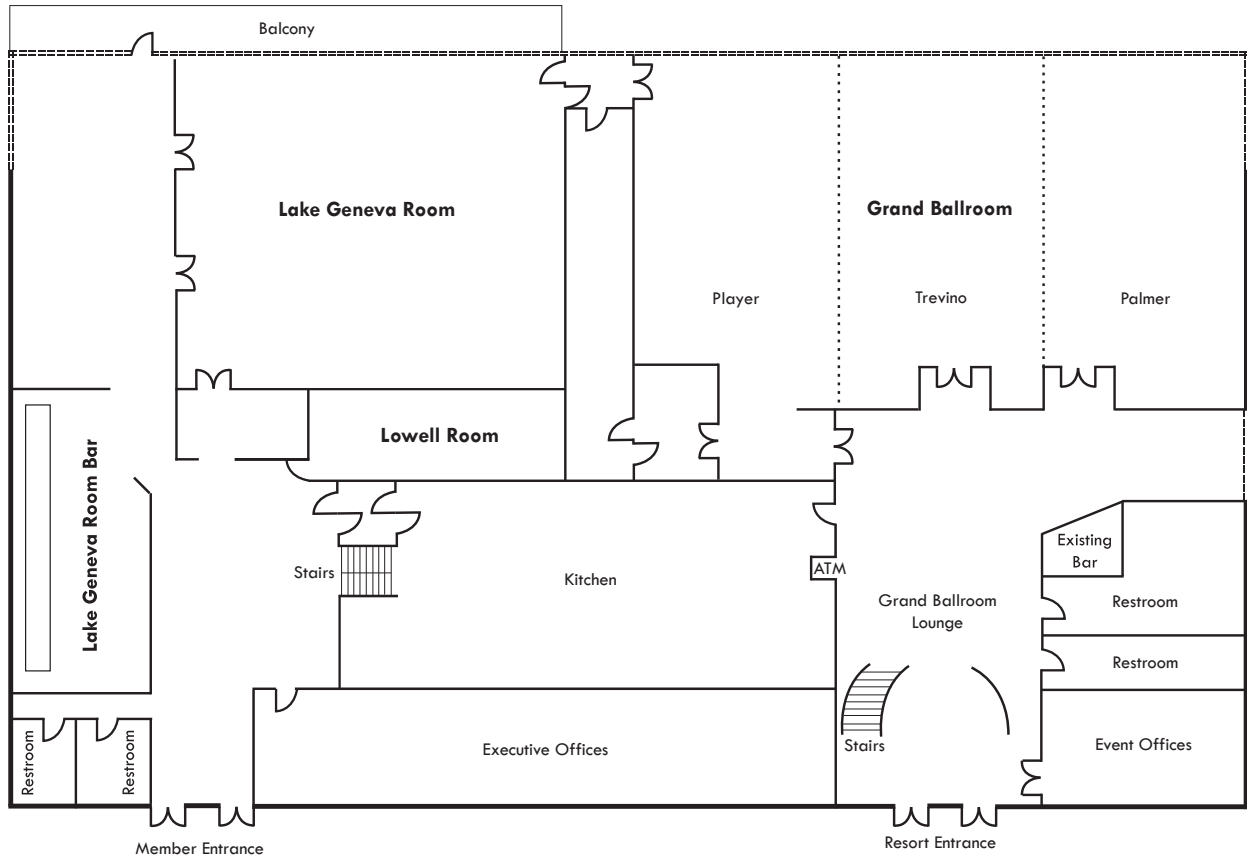 Balcony
Lake Geneva Room
Grand Ballroom
Player
Trevino
Palmer
Lowell Room
Lake Geneva Room Bar
Existing
Bar
Stairs
Kitchen
ATM
Grand Ballroom
Lounge
Restroom
Restroom
Stairs
Event Offices
Executive Offices
Restroom
Restroom
Member Entrance
Resort Entrance